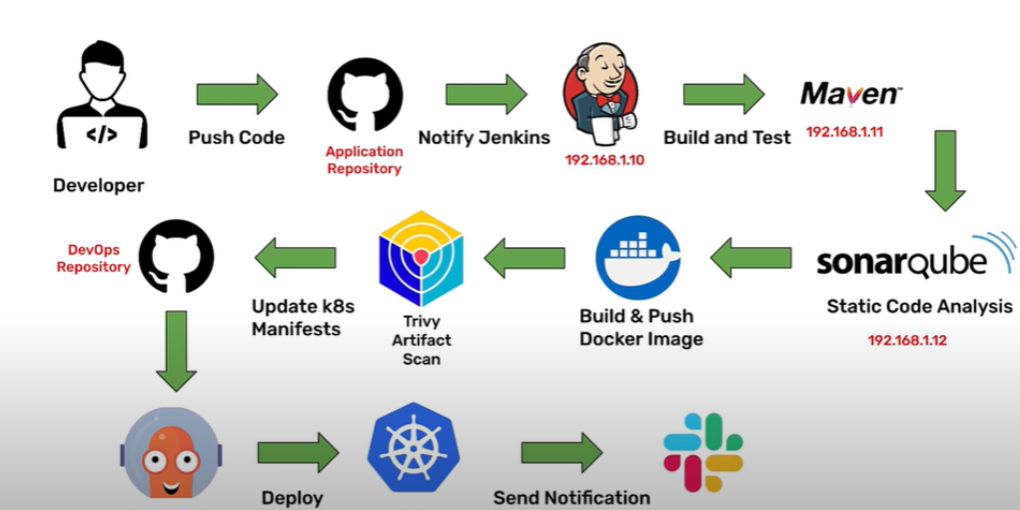 </>
Push Code
Notify Jenkins
Build and Test
Maven™
Developer
Application
Repository
192.168.1.10
192.168.1.11
DevOps
Repository
Update k8s
Manifests
Trivy
Artifact
Scan
Build & Push
Docker Image
sonarqube
Static Code Analysis
192.168.1.12
Deploy
Send Notification